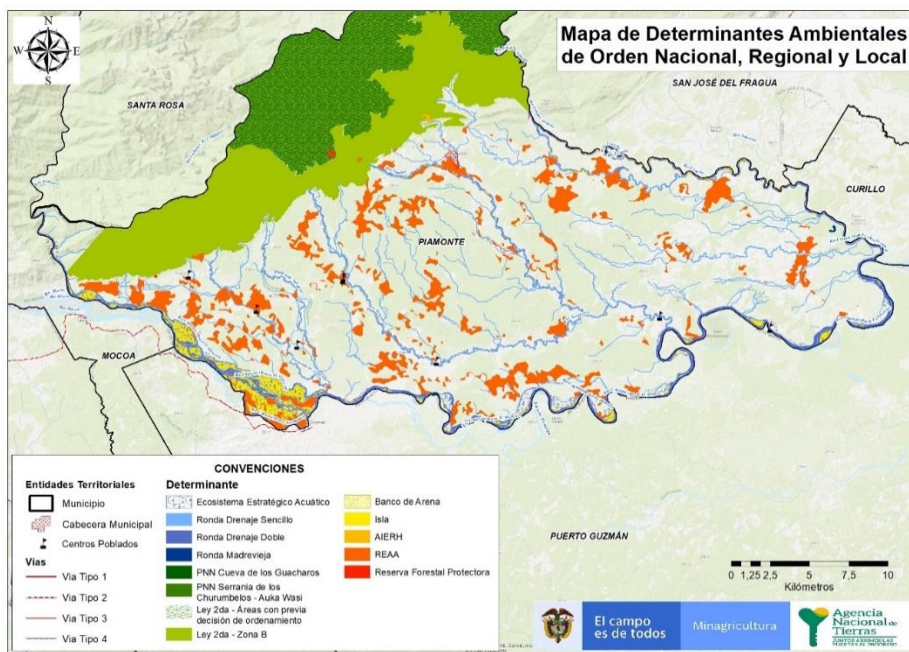 Mapa de Determinantes Ambientales
de Orden Nacional, Regional y Local
N
W
E
S
SAN JOSÉ DEL FRAGUA
SANTA ROSA
CURILLO
PIAMONTE
MOCOA
PUERTO GUZMÁN
CONVENCIONES
Entidades Territoriales
Municipio
Cabecera Municipal
Centros Poblados
Vías
Via Tipo 1
Via Tipo 2
Via Tipo 3
Via Tipo 4
Determinante
Ecosistema Estratégico Acuático
Ronda Drenaje Sencillo
Ronda Drenaje Doble
Ronda Madrevieja
PNN Cueva de los Guacharos
PNN Serrania de los
Churumbelos - Auka Wasi
Ley 2da - Áreas con previa
decisión de ordenamiento
Ley 2da - Zona B
Banco de Arena
Isla
AIERH
REAA
Reserva Forestal Protectora
0 1,25 2,5 5 7,5 10
Kilómetros
El campo
es de todos
Minagricultura
Agencia
Nacional de
Tierras